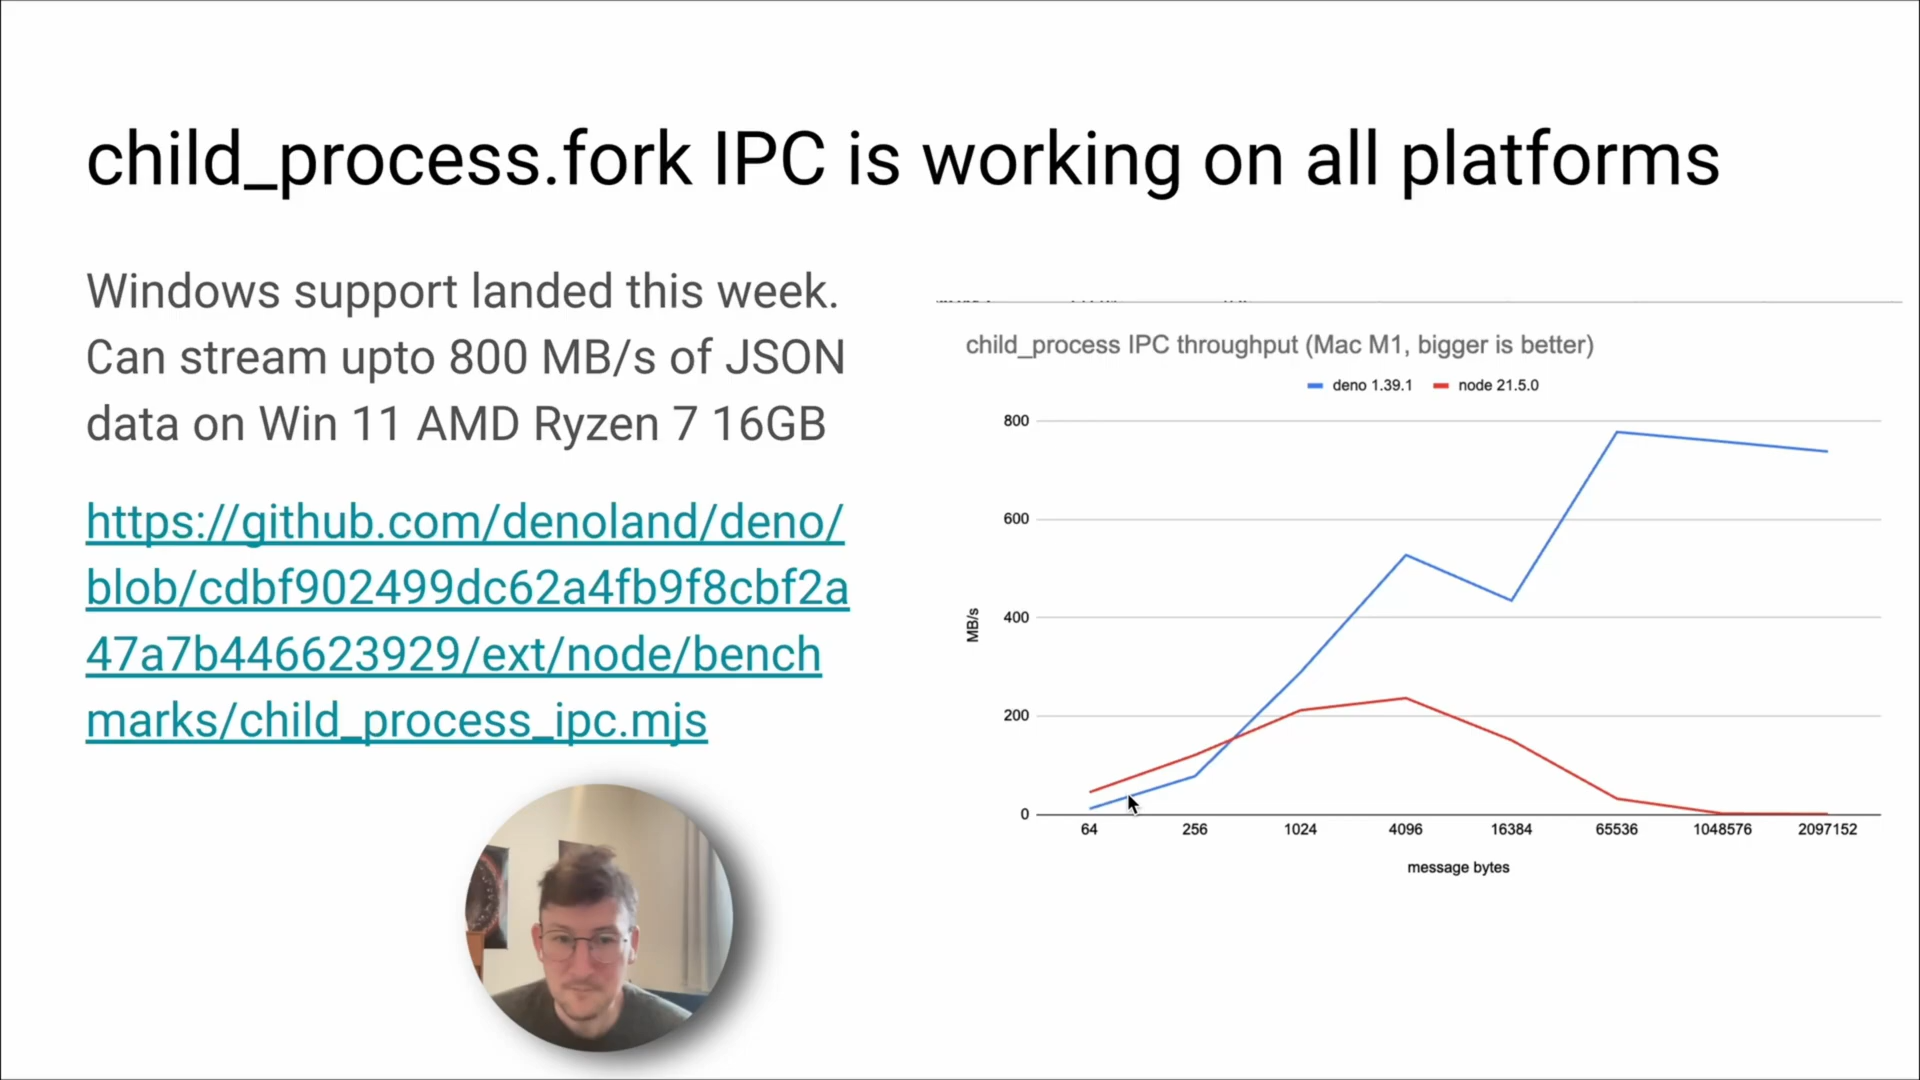 child_process.fork IPC is working on all platforms
Windows support landed this week.
Can stream upto 800 MB/s of JSON
data on Win 11 AMD Ryzen 7 16GB
https://github.com/denoland/deno/
blob/cdbf902499dc62a4fb9f8cbf2a
47a7b446623929/ext/node/bench
marks/child_process_ipc.mjs
child_process IPC throughput (Mac M1, bigger is better)
deno 1.39.1 node 21.5.0
800
600
400
200
0
MB/s
64 256 1024 4096 16384 65536 1048576 2097152
message bytes